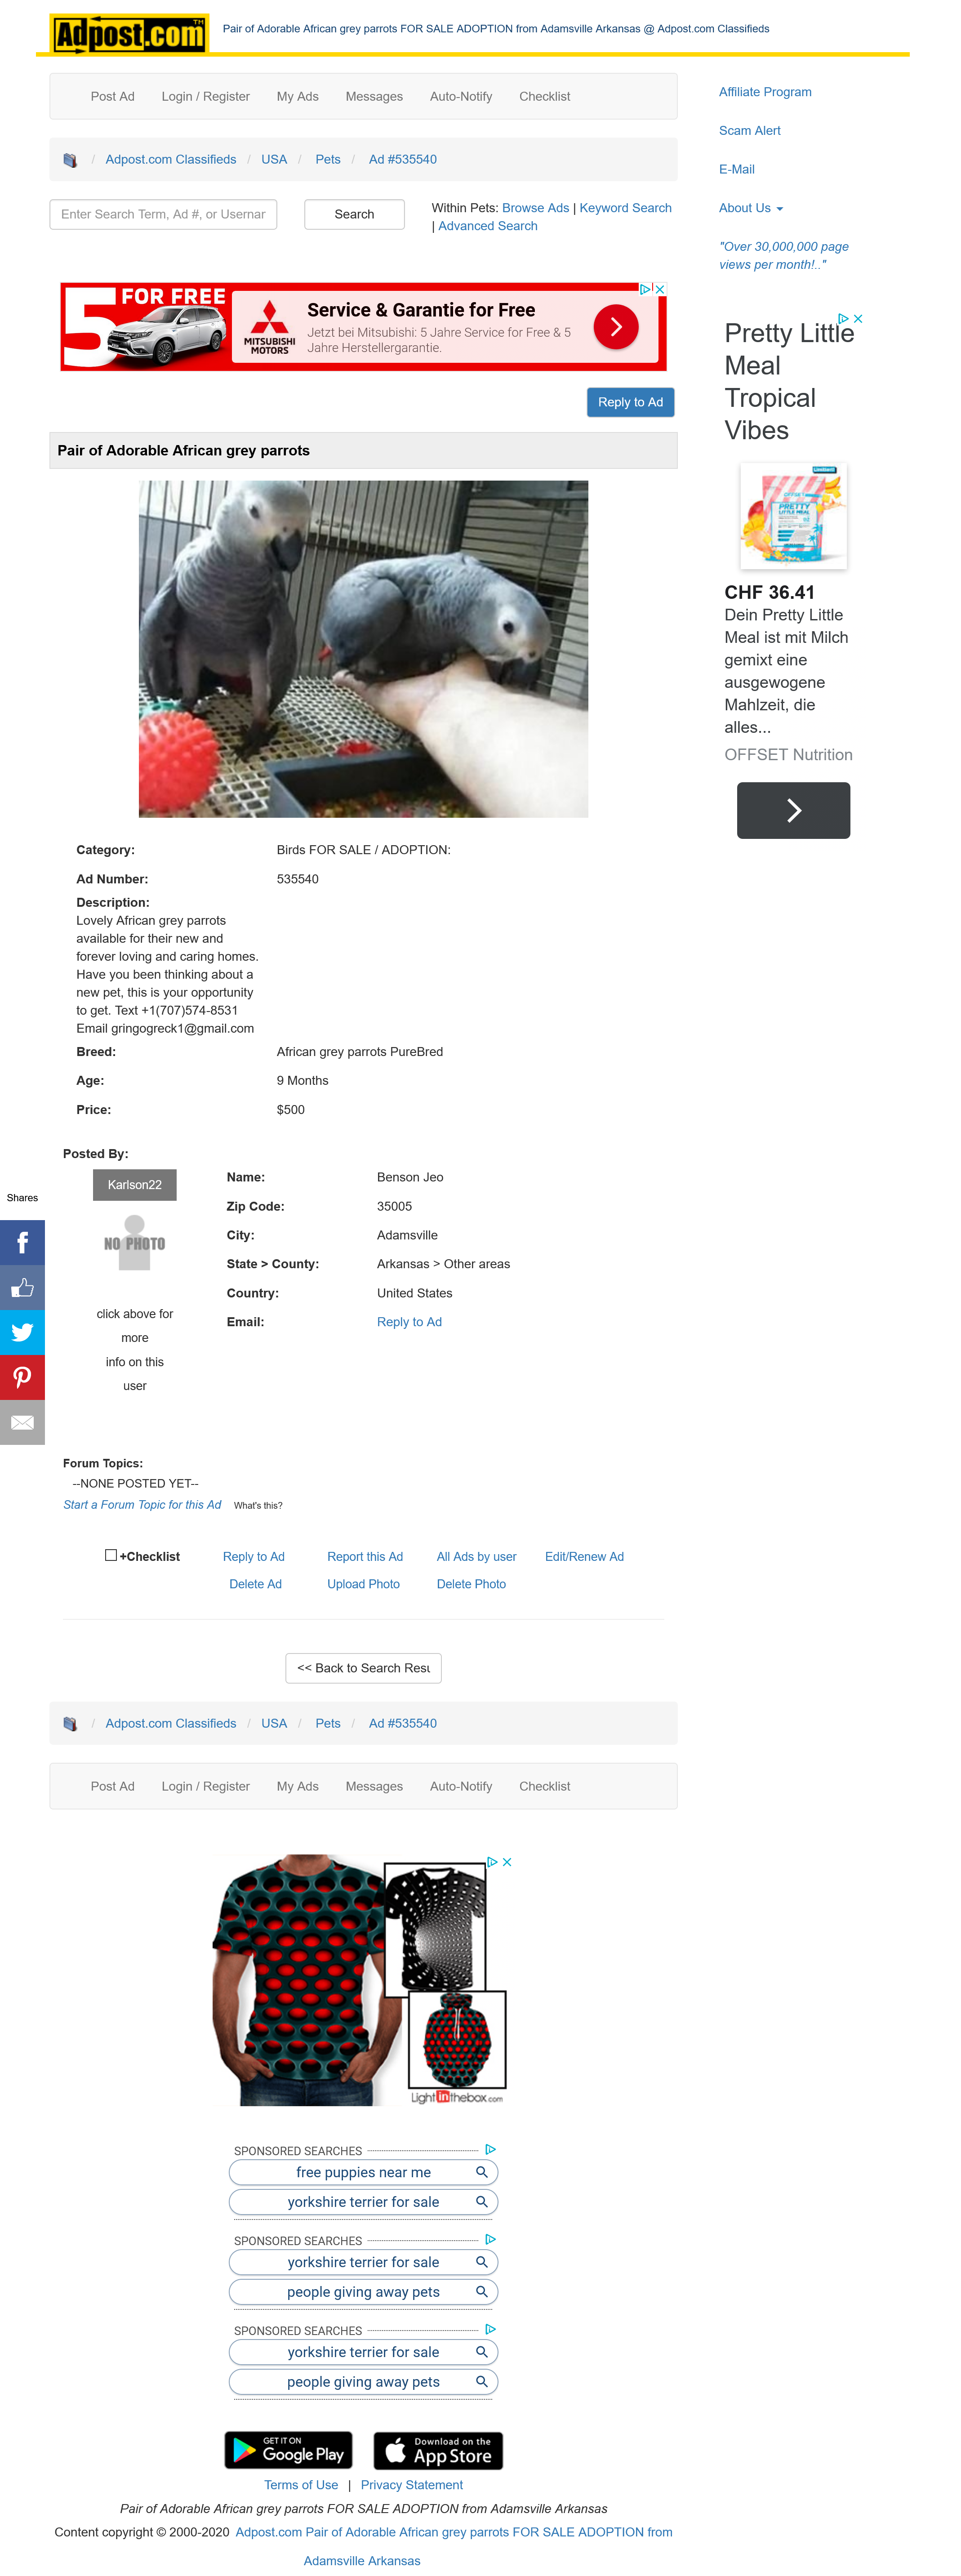 Adpost.com TM
Pair of Adorable African grey parrots FOR SALE ADOPTION from Adamsville Arkansas @ Adpost.com Classifieds
Post Ad Login / Register My Ads Messages Auto-Notify Checklist
Affiliate Program
Scam Alert
E-Mail
About Us
"Over 30,000,000 page
views per month!.."
/ Adpost.com Classifieds / USA / Pets / Ad #535540
Enter Search Term, Ad #, or Usernar
Search
Within Pets: Browse Ads | Keyword Search
| Advanced Search
5 FOR FREE
MITSUBISHI
MOTORS
Service & Garantie for Free
Jetzt bei Mitsubishi: 5 Jahre Service for Free & 5
Jahre Herstellergarantie.
Reply to Ad
Pretty Little
Meal
Tropical
Vibes
PRETTY
LITTLE MEAL
CHF 36.41
Dein Pretty Little
Meal ist mit Milch
gemixt eine
ausgewogene
Mahlzeit, die
alles...
OFFSET Nutrition
Pair of Adorable African grey parrots
Category: Birds FOR SALE / ADOPTION:
Ad Number: 535540
Description:
Lovely African grey parrots
available for their new and
forever loving and caring homes.
Have you been thinking about a
new pet, this is your opportunity
to get. Text +1(707)574-8531
Email gringogreck1@gmail.com
Breed: African grey parrots PureBred
Age: 9 Months
Price: $500
Posted By:
Karlson22
NO PHOTO
click above for
more
info on this
user
Name: Benson Jeo
Zip Code: 35005
City: Adamsville
State > County: Arkansas > Other areas
Country: United States
Email: Reply to Ad
Shares
Forum Topics:
--NONE POSTED YET--
Start a Forum Topic for this Ad What's this?
+Checklist Reply to Ad Report this Ad All Ads by user Edit/Renew Ad
Delete Ad Upload Photo Delete Photo
<< Back to Search Resu
/ Adpost.com Classifieds / USA / Pets / Ad #535540
Post Ad Login / Register My Ads Messages Auto-Notify Checklist
Lightinthebox.com
SPONSORED SEARCHES
free puppies near me
yorkshire terrier for sale
SPONSORED SEARCHES
yorkshire terrier for sale
people giving away pets
SPONSORED SEARCHES
yorkshire terrier for sale
people giving away pets
GET IT ON
Google Play
Download on the
App Store
Terms of Use | Privacy Statement
Pair of Adorable African grey parrots FOR SALE ADOPTION from Adamsville Arkansas
Content copyright © 2000-2020 Adpost.com Pair of Adorable African grey parrots FOR SALE ADOPTION from
Adamsville Arkansas